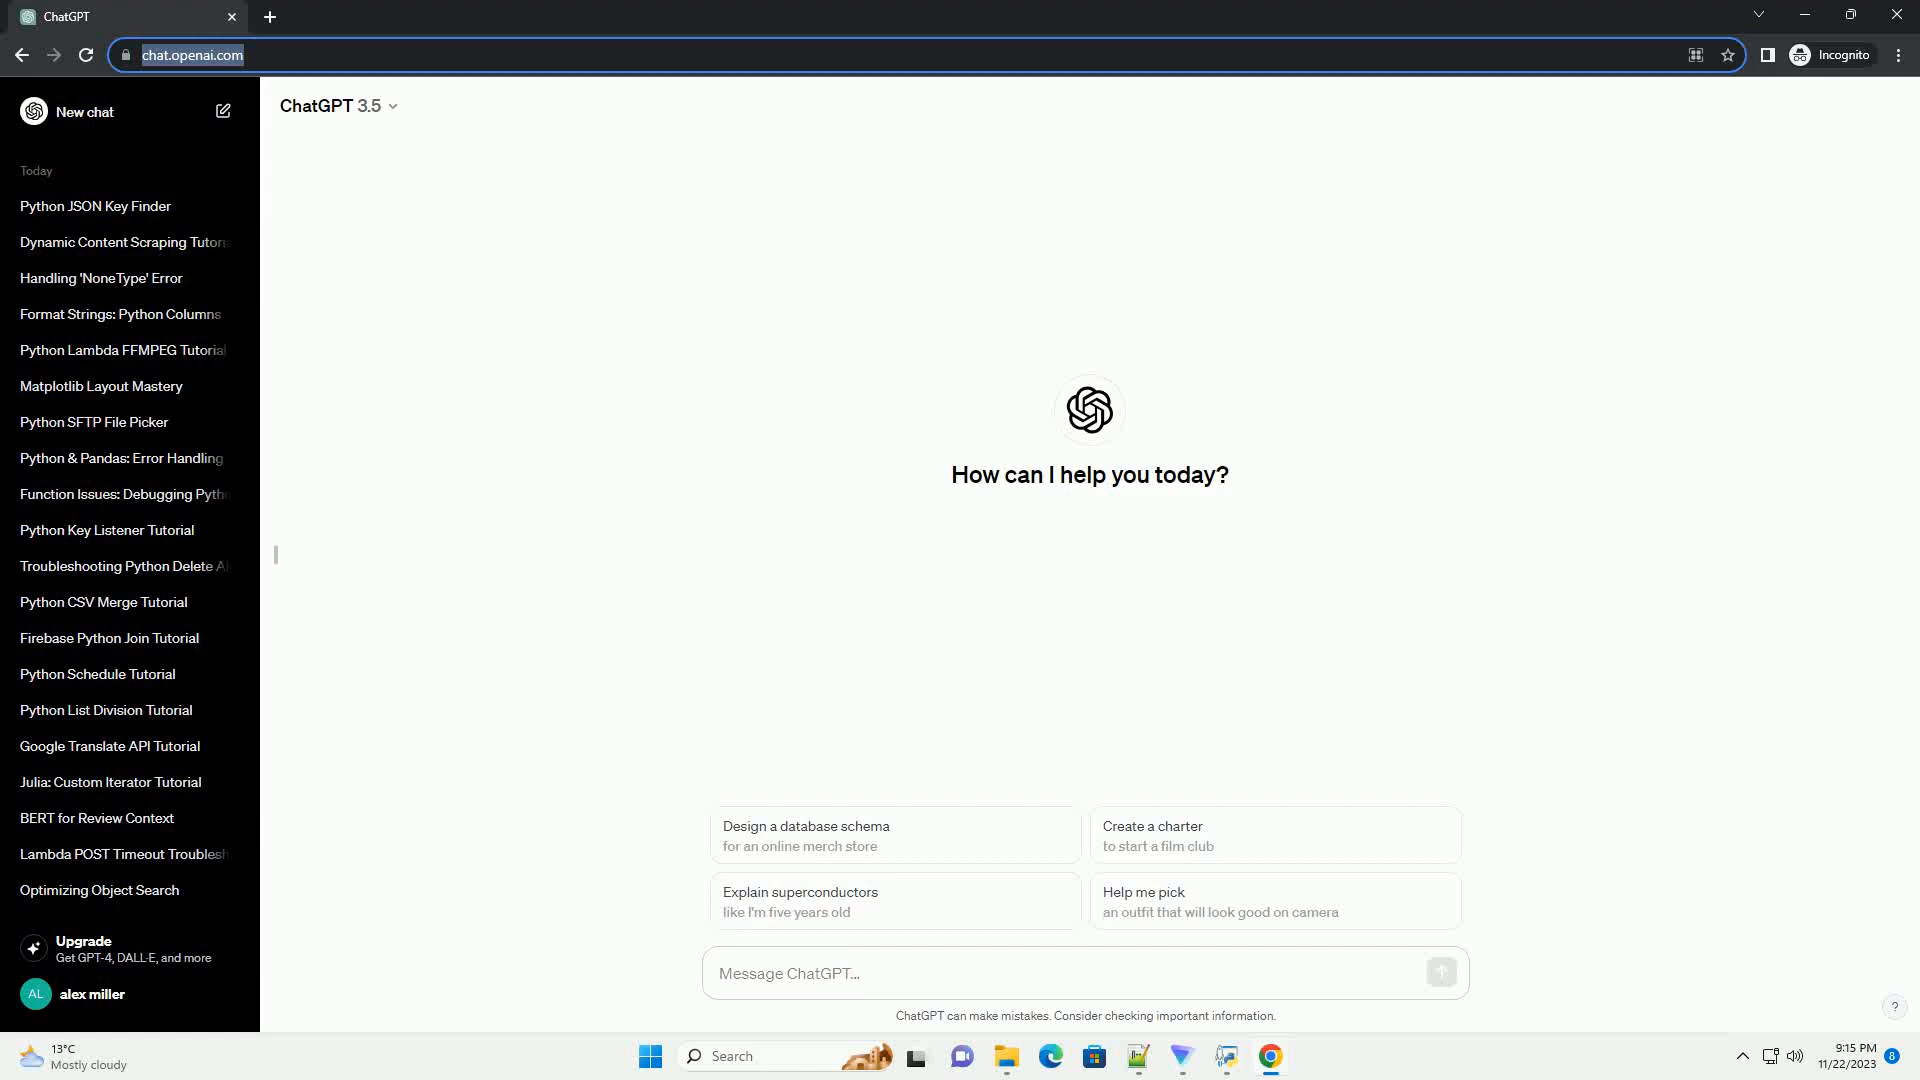 ChatGPT
chat.openai.com
Incognito
New chat
ChatGPT 3.5
Today
Python JSON Key Finder
Dynamic Content Scraping Tutoria
Handling 'NoneType' Error
Format Strings: Python Columns
Python Lambda FFMPEG Tutorial
Matplotlib Layout Mastery
Python SFTP File Picker
Python & Pandas: Error Handling
Function Issues: Debugging Pytho
Python Key Listener Tutorial
Troubleshooting Python Delete Al
Python CSV Merge Tutorial
Firebase Python Join Tutorial
Python Schedule Tutorial
Python List Division Tutorial
Google Translate API Tutorial
Julia: Custom Iterator Tutorial
BERT for Review Context
Lambda POST Timeout Troublesh
Optimizing Object Search
Upgrade
Get GPT-4, DALL·E, and more
AL
alex miller
How can I help you today?
Design a database schema
for an online merch store
Create a charter
to start a film club
Explain superconductors
like I'm five years old
Help me pick
an outfit that will look good on camera
Message ChatGPT...
ChatGPT can make mistakes. Consider checking important information.
?
13°C
Mostly cloudy
Search
9:15 PM
11/22/2023
8